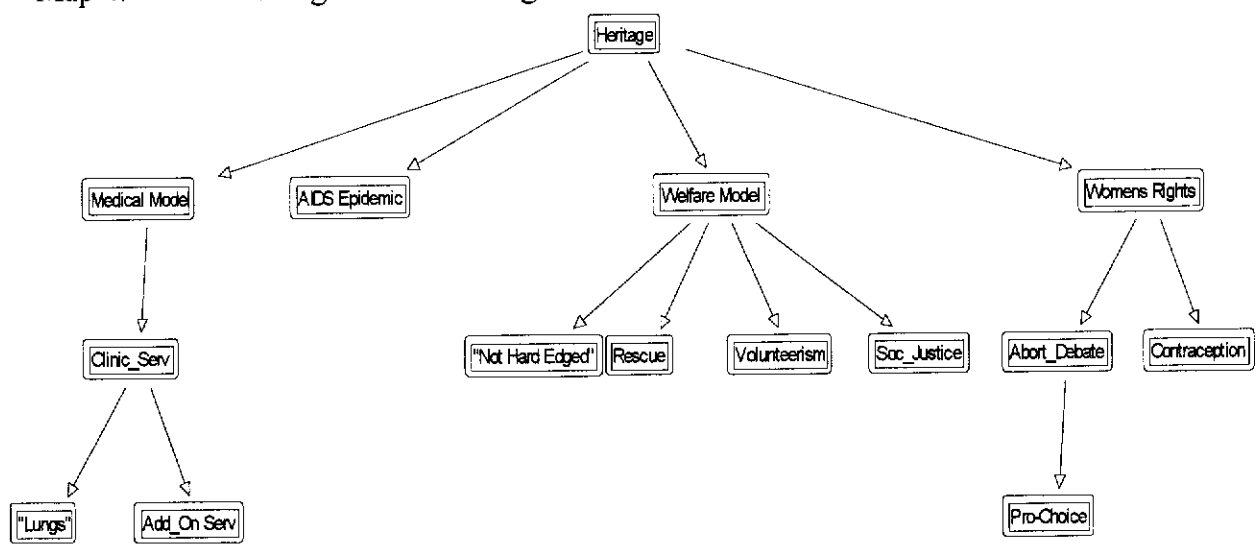 Heritage
Medical Model
AIDS Epidemic
Welfare Model
Womens Rights
Clinic_Serv
"Not Hard Edged"
Rescue
Volunteerism
Soc_Justice
Abort_Debate
Contraception
"Lungs"
Add_On Serv
Pro-Choice